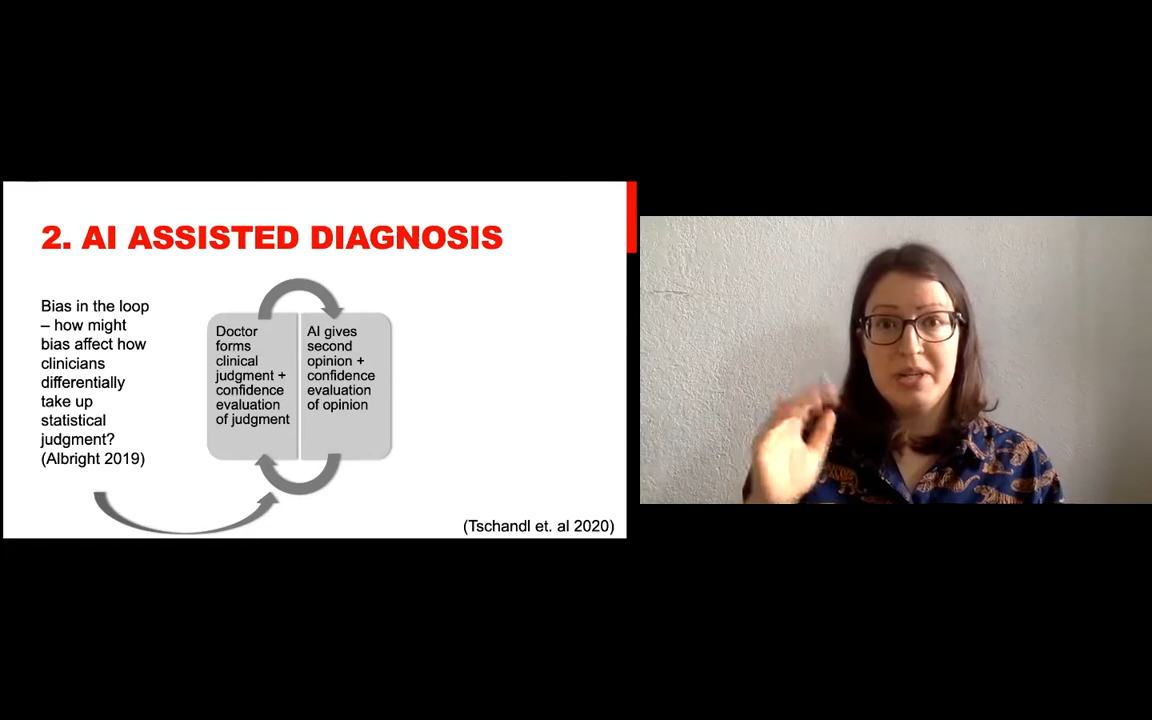 2. AI ASSISTED DIAGNOSIS
Bias in the loop
– how might
bias affect how
clinicians
differentially
take up
statistical
judgment?
(Albright 2019)
Doctor
forms
clinical
judgment +
confidence
evaluation
of judgment
AI gives
second
opinion +
confidence
evaluation
of opinion
(Tschandl et. al 2020)